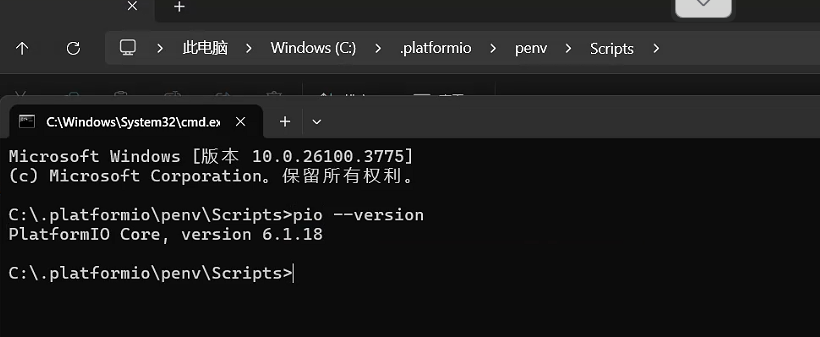 此电脑 > Windows (C:) > .platformio > penv > Scripts >
C:\Windows\System32\cmd.ex
Microsoft Windows [版本 10.0.26100.3775]
(c) Microsoft Corporation。保留所有权利。
C:\.platformio\penv\Scripts>pio --version
PlatformIO Core, version 6.1.18
C:\.platformio\penv\Scripts>